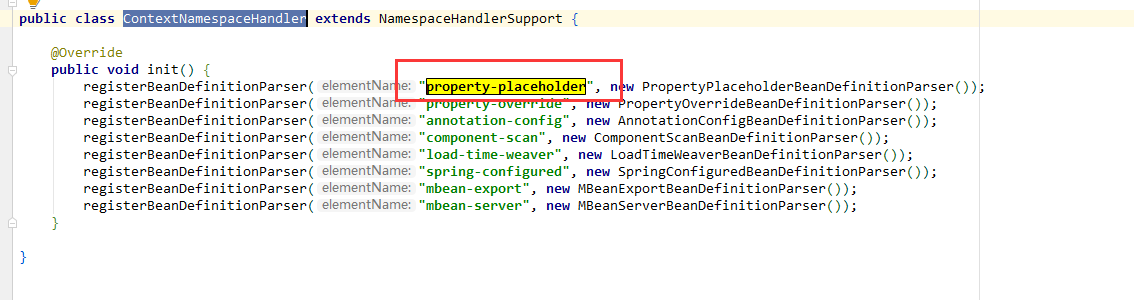 public class ContextNamespaceHandler extends NamespaceHandlerSupport {
@Override
public void init() {
registerBeanDefinitionParser( elementName: "property-placeholder", new PropertyPlaceholderBeanDefinitionParser());
registerBeanDefinitionParser( elementName: "property-override", new PropertyOverrideBeanDefinitionParser());
registerBeanDefinitionParser( elementName: "annotation-config", new AnnotationConfigBeanDefinitionParser());
registerBeanDefinitionParser( elementName: "component-scan", new ComponentScanBeanDefinitionParser());
registerBeanDefinitionParser( elementName: "load-time-weaver", new LoadTimeWeaverBeanDefinitionParser());
registerBeanDefinitionParser( elementName: "spring-configured", new SpringConfiguredBeanDefinitionParser());
registerBeanDefinitionParser( elementName: "mbean-export", new MBeanExportBeanDefinitionParser());
registerBeanDefinitionParser( elementName: "mbean-server", new MBeanServerBeanDefinitionParser());
}
}